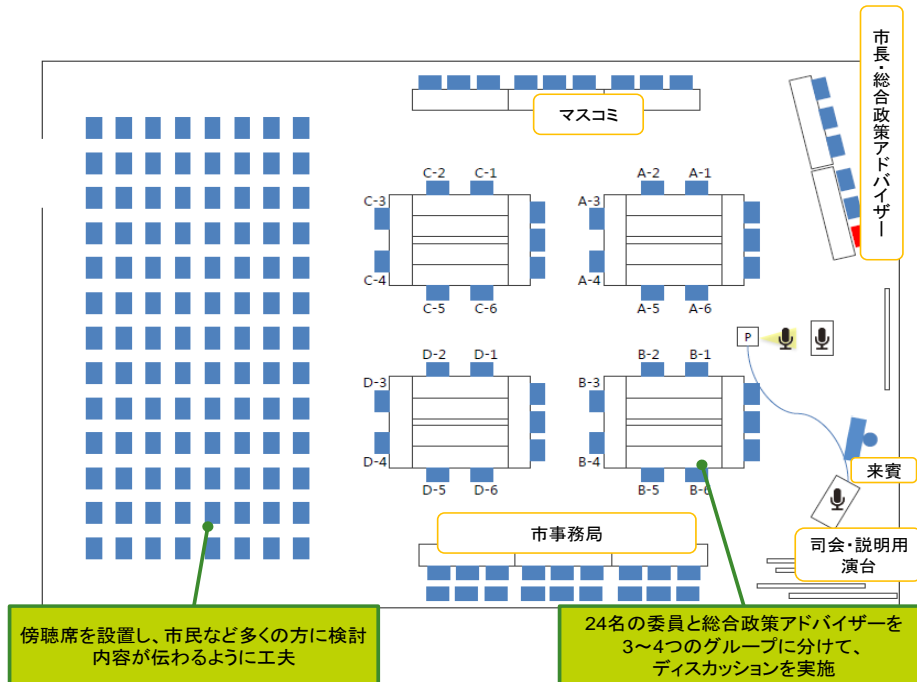 市長・総合政策アドバイザー
マスコミ
C-2 C-1
C-3
C-4
C-5 C-6
A-2 A-1
A-3
A-4
A-5 A-6
P
D-2 D-1
D-3
D-4
D-5 D-6
B-2 B-1
B-3
B-4
B-5 B-6
来賓
司会・説明用
演台
市事務局
傍聴席を設置し、市民など多くの方に検討
内容が伝わるように工夫
24名の委員と総合政策アドバイザーを
3～4つのグループに分けて、
ディスカッションを実施